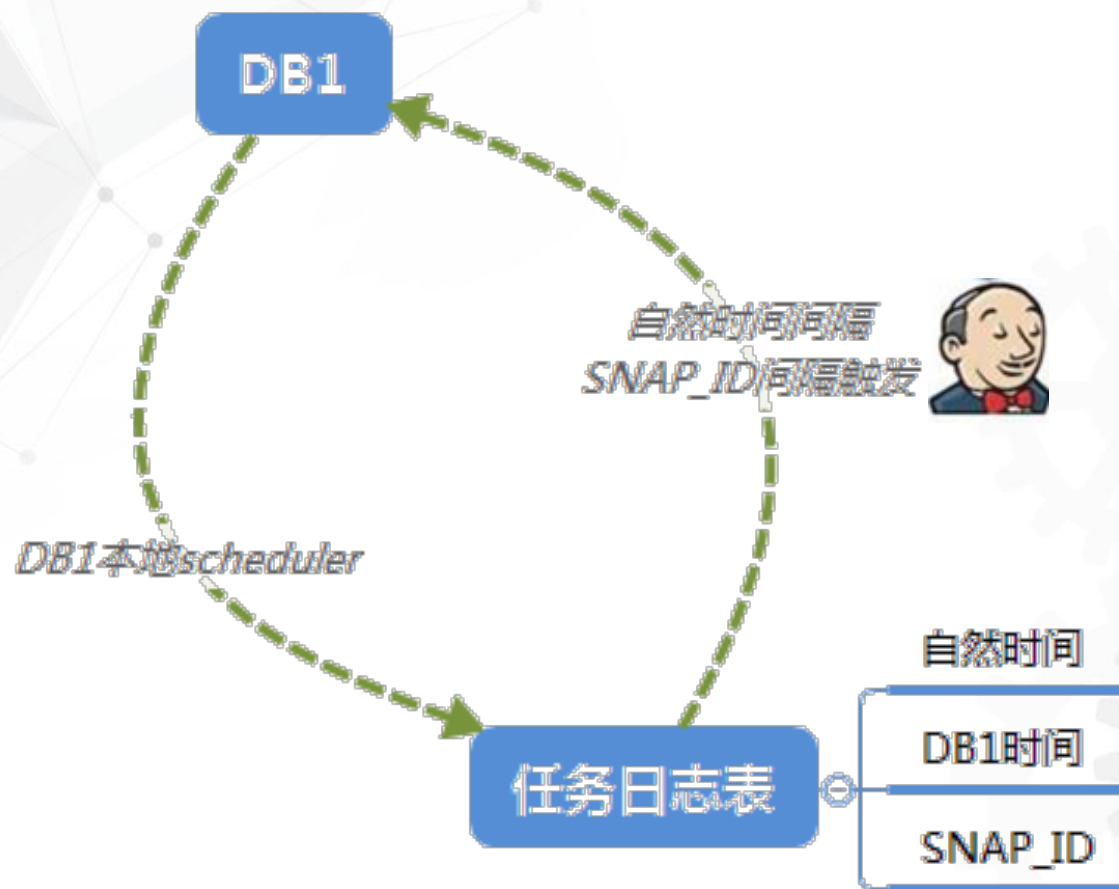 DB1
自然时间间隔
SNAP_ID间隔触发
DB1本地scheduler
自然时间
DB1时间
任务日志表
SNAP_ID